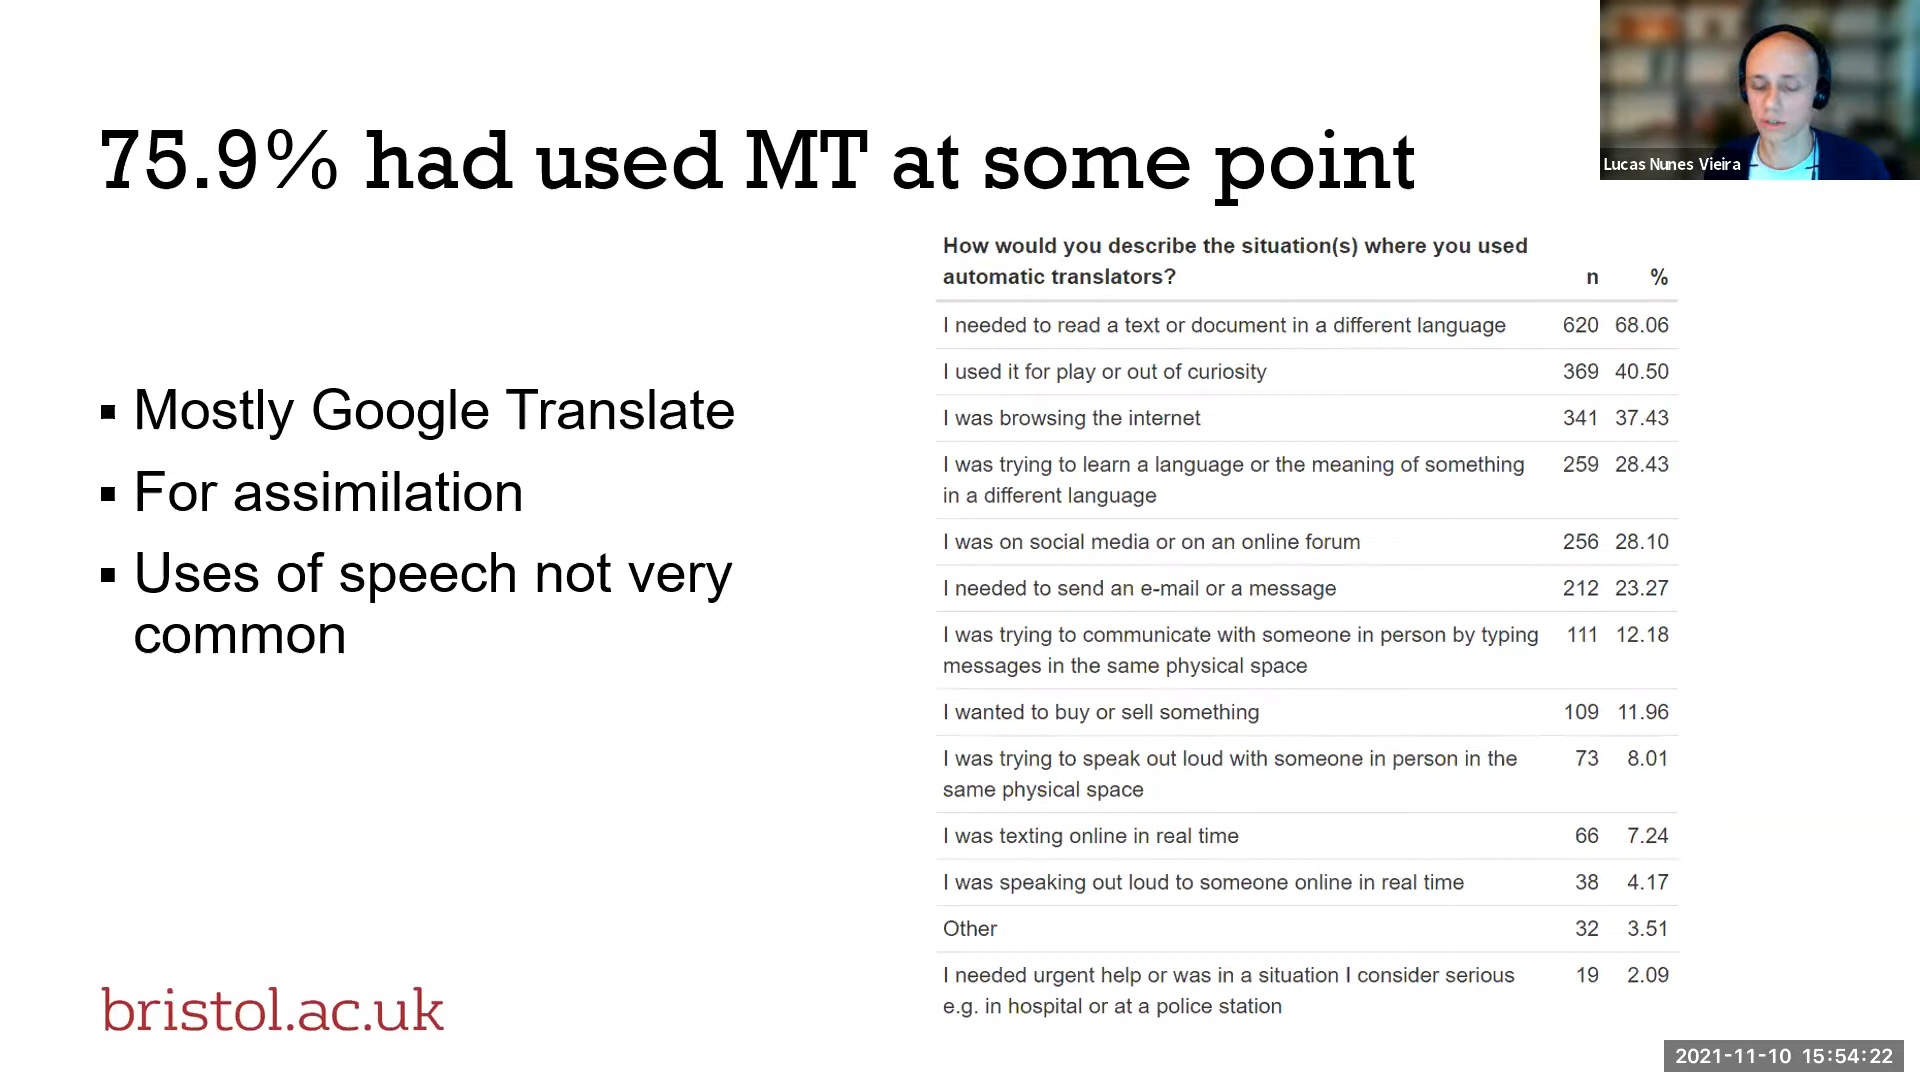 75.9% had used MT at some point
Lucas Nunes Vieira
▪ Mostly Google Translate
▪ For assimilation
▪ Uses of speech not very
common
How would you describe the situation(s) where you used
automatic translators? n %
I needed to read a text or document in a different language 620 68.06
I used it for play or out of curiosity 369 40.50
I was browsing the internet 341 37.43
I was trying to learn a language or the meaning of something 259 28.43
in a different language
I was on social media or on an online forum 256 28.10
I needed to send an e-mail or a message 212 23.27
I was trying to communicate with someone in person by typing 111 12.18
messages in the same physical space
I wanted to buy or sell something 109 11.96
I was trying to speak out loud with someone in person in the 73 8.01
same physical space
I was texting online in real time 66 7.24
I was speaking out loud to someone online in real time 38 4.17
Other 32 3.51
I needed urgent help or was in a situation I consider serious 19 2.09
e.g. in hospital or at a police station
bristol.ac.uk
2021-11-10 15:54:22